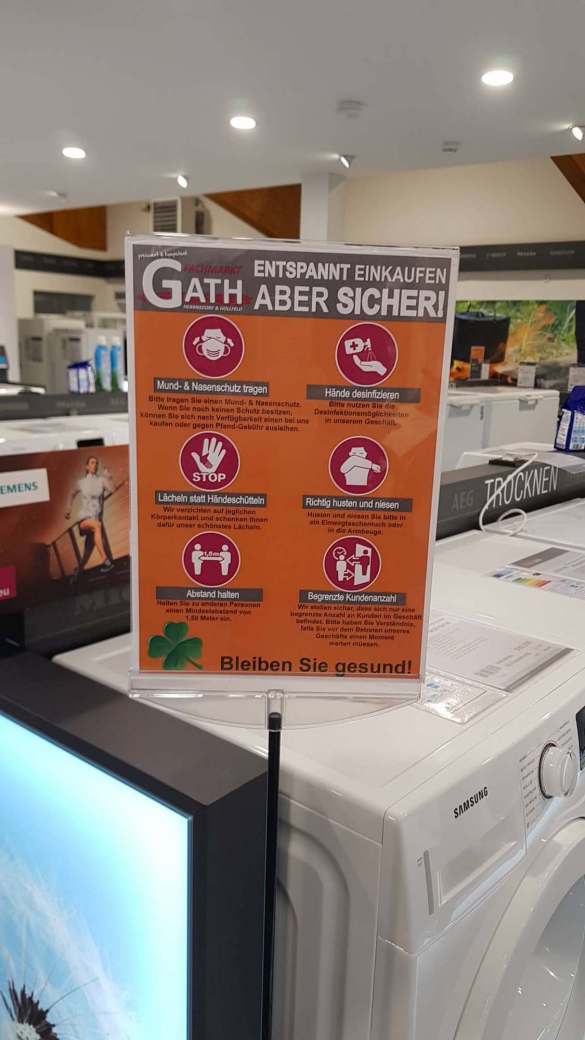 FACHMARKT
GATH
ENTSPANNT EINKAUFEN
ABER SICHER!
Mund- & Nasenschutz tragen
Bitte tragen Sie einen Mund- & Nasenschutz.
Wenn Sie noch keinen Schutz besitzen,
können Sie sich nach Verfügbarkeit einen bei uns
kaufen oder gegen Pfand-Gebühr ausleihen.
Hände desinfizieren
Bitte nutzen Sie die
Desinfektionsmöglichkeiten
in unserem Geschäft.
STOP
Lächeln statt Händeschütteln
Wir verzichten auf jeglichen
Körperkontakt und schenken Ihnen
dafür unser schönstes Lächeln.
Richtig husten und niesen
Husten und niesen Sie bitte in
ein Einwegtaschentuch oder
in die Armbeuge.
1,5m
Abstand halten
Halten Sie zu anderen Personen
einen Mindestabstand von
1,50 Meter ein.
Begrenzte Kundenanzahl
Wir stellen sicher, dass sich nur eine
begrenzte Anzahl an Kunden im Geschäft
befindet. Bitte haben Sie Verständnis,
falls Sie vor dem Betreten unseres
Geschäfts einen Moment
warten müssen.
Bleiben Sie gesund!
IEMENS
AEG TROCKNEN
SAMSUNG